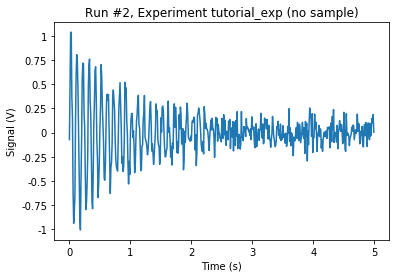 Run #2, Experiment tutorial_exp (no sample)
Signal (V)
1
0.75
0.5
0.25
0
-0.25
-0.5
-0.75
-1
0 1 2 3 4 5
Time (s)